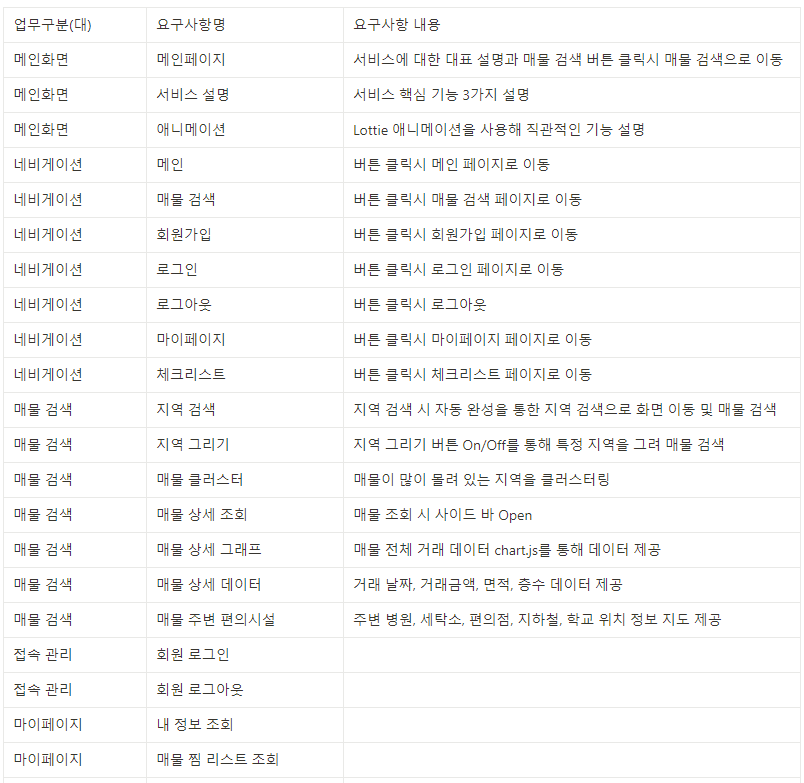 업무구분(대) 요구사항명 요구사항 내용
메인화면 메인페이지 서비스에 대한 대표 설명과 매물 검색 버튼 클릭시 매물 검색으로 이동
메인화면 서비스 설명 서비스 핵심 기능 3가지 설명
메인화면 애니메이션 Lottie 애니메이션을 사용해 직관적인 기능 설명
네비게이션 메인 버튼 클릭시 메인 페이지로 이동
네비게이션 매물 검색 버튼 클릭시 매물 검색 페이지로 이동
네비게이션 회원가입 버튼 클릭시 회원가입 페이지로 이동
네비게이션 로그인 버튼 클릭시 로그인 페이지로 이동
네비게이션 로그아웃 버튼 클릭시 로그아웃
네비게이션 마이페이지 버튼 클릭시 마이페이지 페이지로 이동
네비게이션 체크리스트 버튼 클릭시 체크리스트 페이지로 이동
매물 검색 지역 검색 지역 검색 시 자동 완성을 통한 지역 검색으로 화면 이동 및 매물 검색
매물 검색 지역 그리기 지역 그리기 버튼 On/Off를 통해 특정 지역을 그려 매물 검색
매물 검색 매물 클러스터 매물이 많이 몰려 있는 지역을 클러스터링
매물 검색 매물 상세 조회 매물 조회 시 사이드 바 Open
매물 검색 매물 상세 그래프 매물 전체 거래 데이터 chart.js를 통해 데이터 제공
매물 검색 매물 상세 데이터 거래 날짜, 거래금액, 면적, 층수 데이터 제공
매물 검색 매물 주변 편의시설 주변 병원, 세탁소, 편의점, 지하철, 학교 위치 정보 지도 제공
접속 관리 회원 로그인
접속 관리 회원 로그아웃
마이페이지 내 정보 조회
마이페이지 매물 찜 리스트 조회